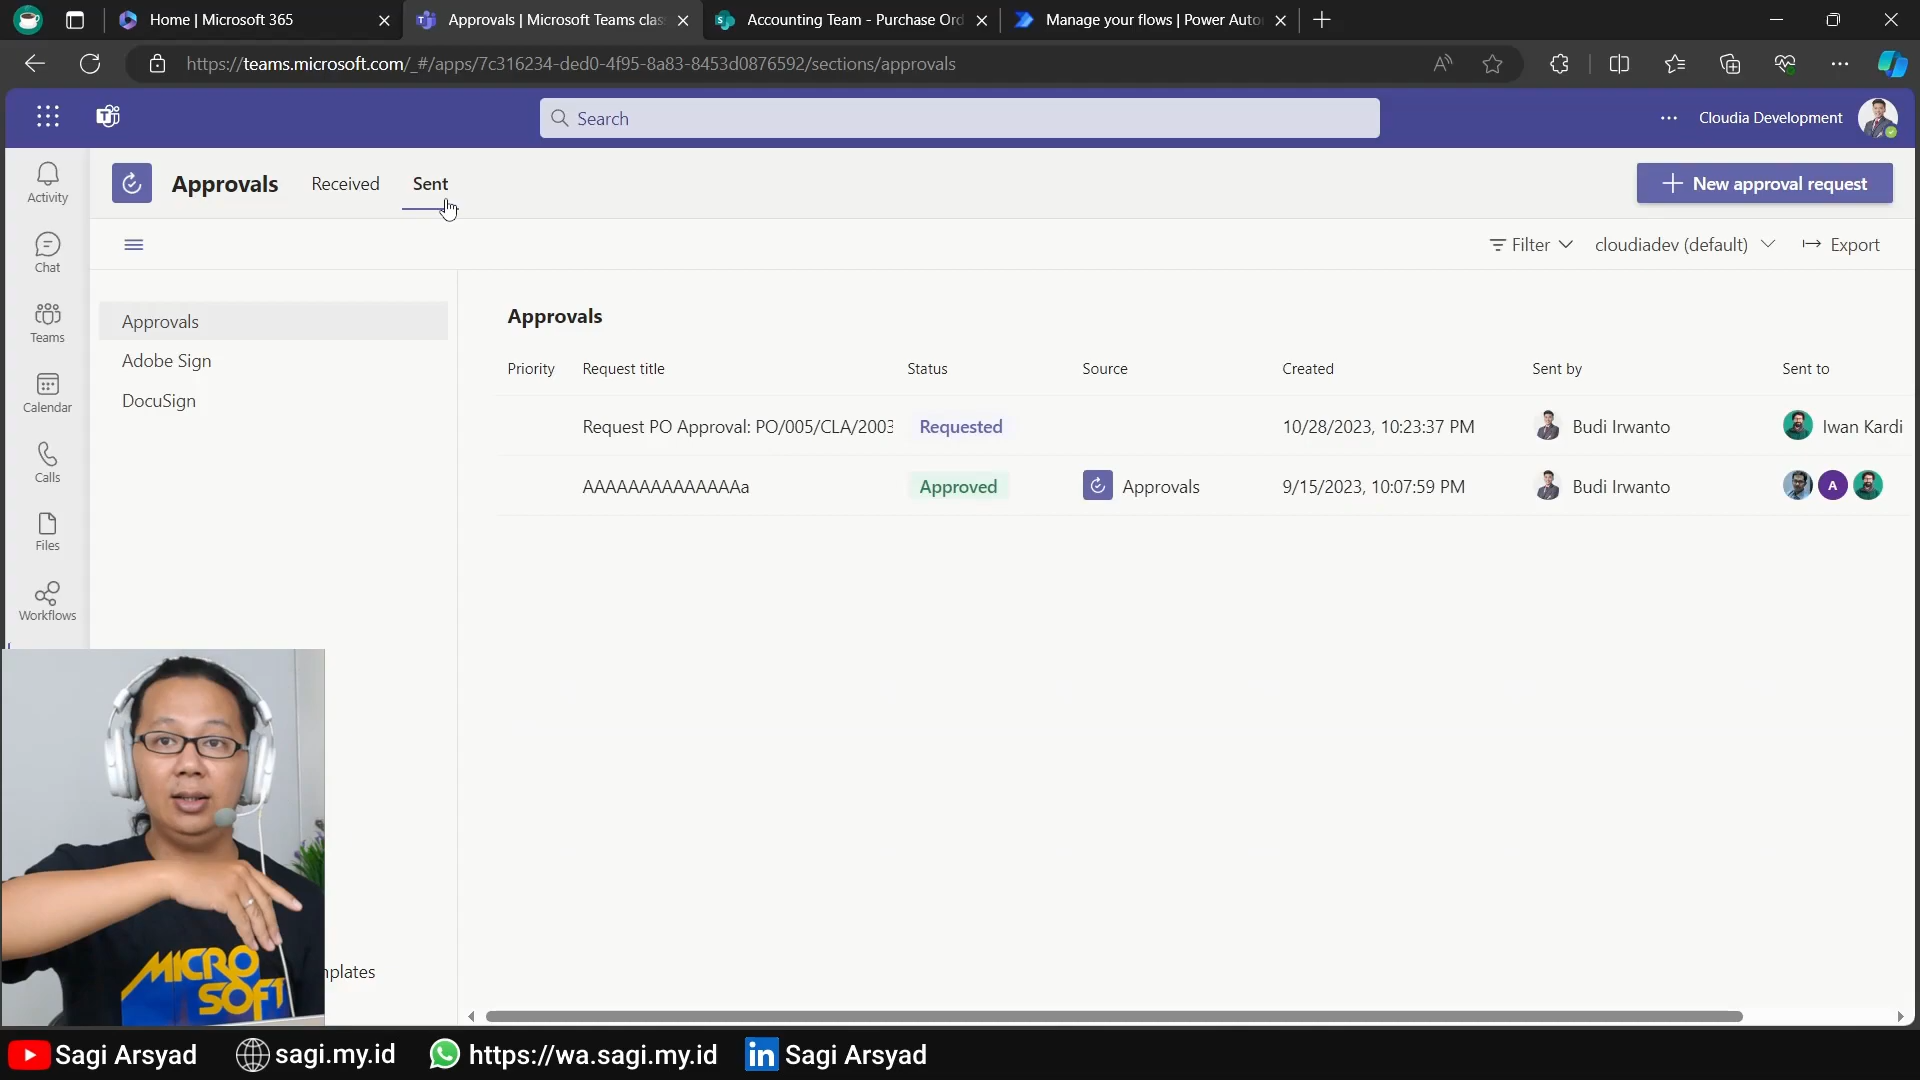 Home | Microsoft 365
Approvals | Microsoft Teams clas
Accounting Team - Purchase Ord
Manage your flows | Power Auto
https://teams.microsoft.com/_#/apps/7c316234-ded0-4f95-8a83-8453d0876592/sections/approvals
Search
Cloudia Development
Activity
Chat
Teams
Calendar
Calls
Files
Workflows
Approvals
Received
Sent
New approval request
Filter
cloudiadev (default)
Export
Approvals
Adobe Sign
DocuSign
Approvals
Priority Request title Status Source Created Sent by Sent to
Request PO Approval: PO/005/CLA/2003 Requested 10/28/2023, 10:23:37 PM Budi Irwanto Iwan Kardi
AAAAAAAAAAAAAAa Approved Approvals 9/15/2023, 10:07:59 PM Budi Irwanto A
nplates
MICRO
SOFT
Sagi Arsyad
sagi.my.id
https://wa.sagi.my.id
in Sagi Arsyad